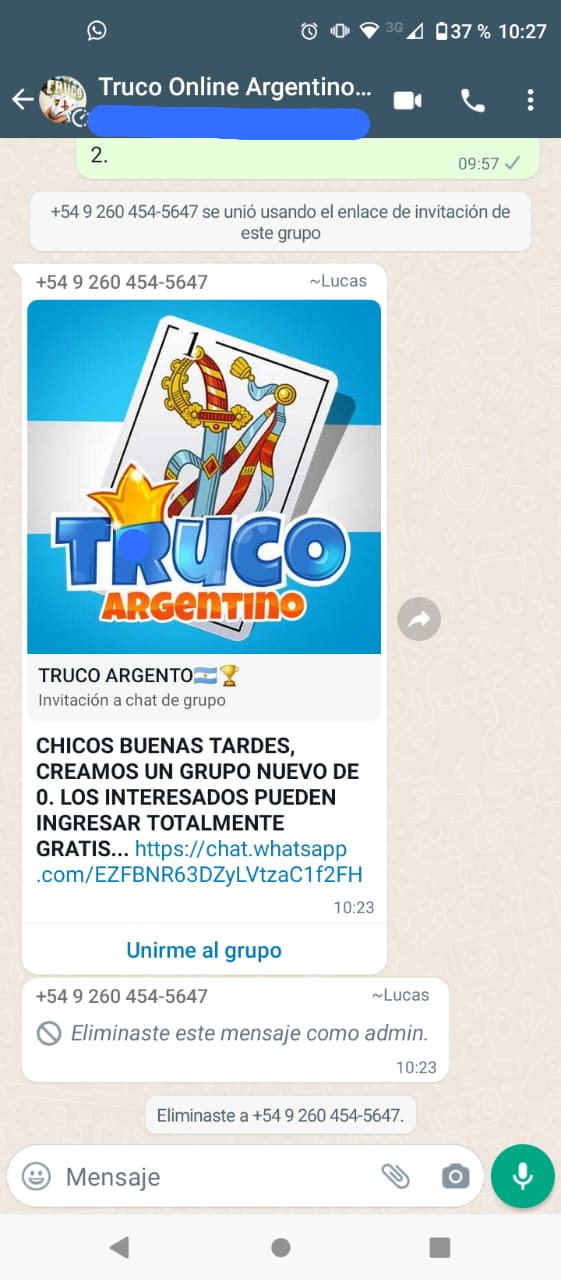 3G
37 % 10:27
Truco Online Argentino...
2.
09:57
+54 9 260 454-5647 se unió usando el enlace de invitación de
este grupo
+54 9 260 454-5647 ~Lucas
1
TRUCO
ARGENTINO
TRUCO ARGENTO🇦🇷🏆
Invitación a chat de grupo
CHICOS BUENAS TARDES,
CREAMOS UN GRUPO NUEVO DE
0. LOS INTERESADOS PUEDEN
INGRESAR TOTALMENTE
GRATIS... https://chat.whatsapp
.com/EZFBNR63DZyLVtzaC1f2FH
10:23
Unirme al grupo
+54 9 260 454-5647 ~Lucas
Eliminaste este mensaje como admin.
10:23
Eliminaste a +54 9 260 454-5647.
Mensaje